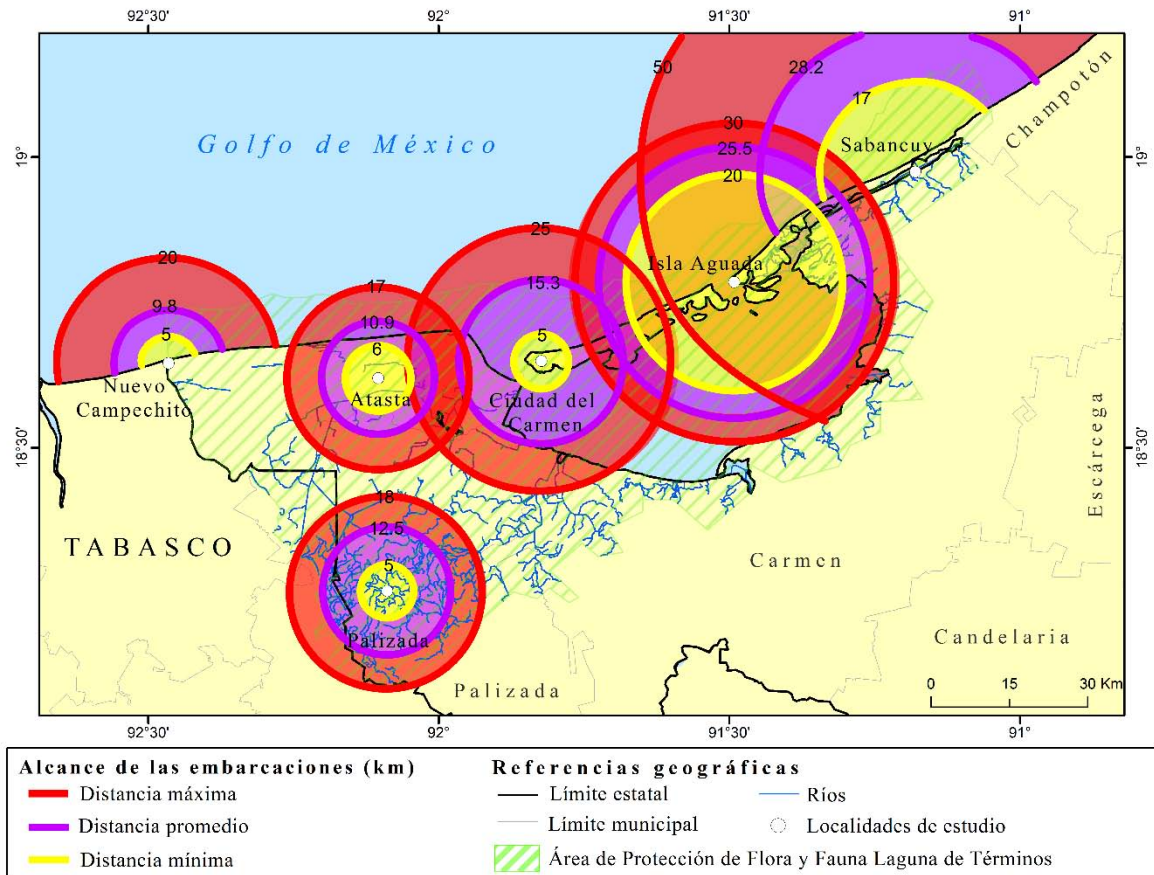 92°30'
92°
91°30'
91°
50
28.2
17
30
25.5
20
Champotón
Golfo de México
Sabancuy
19°
19°
25
Isla Aguada
20
15.3
17
9.8
10.9
5
6
5
Nuevo
Campechito
Atasta
Ciudad del
Carmen
18°30'
18°30'
Escárcega
18
TABASCO
12.5
Carmen
5
Palizada
Candelaria
Palizada
0 15 30 Km
92°30'
92°
91°30'
91°
Alcance de las embarcaciones (km)
Distancia máxima
Distancia promedio
Distancia mínima
Referencias geográficas
Límite estatal
Ríos
Límite municipal
Localidades de estudio
Área de Protección de Flora y Fauna Laguna de Términos